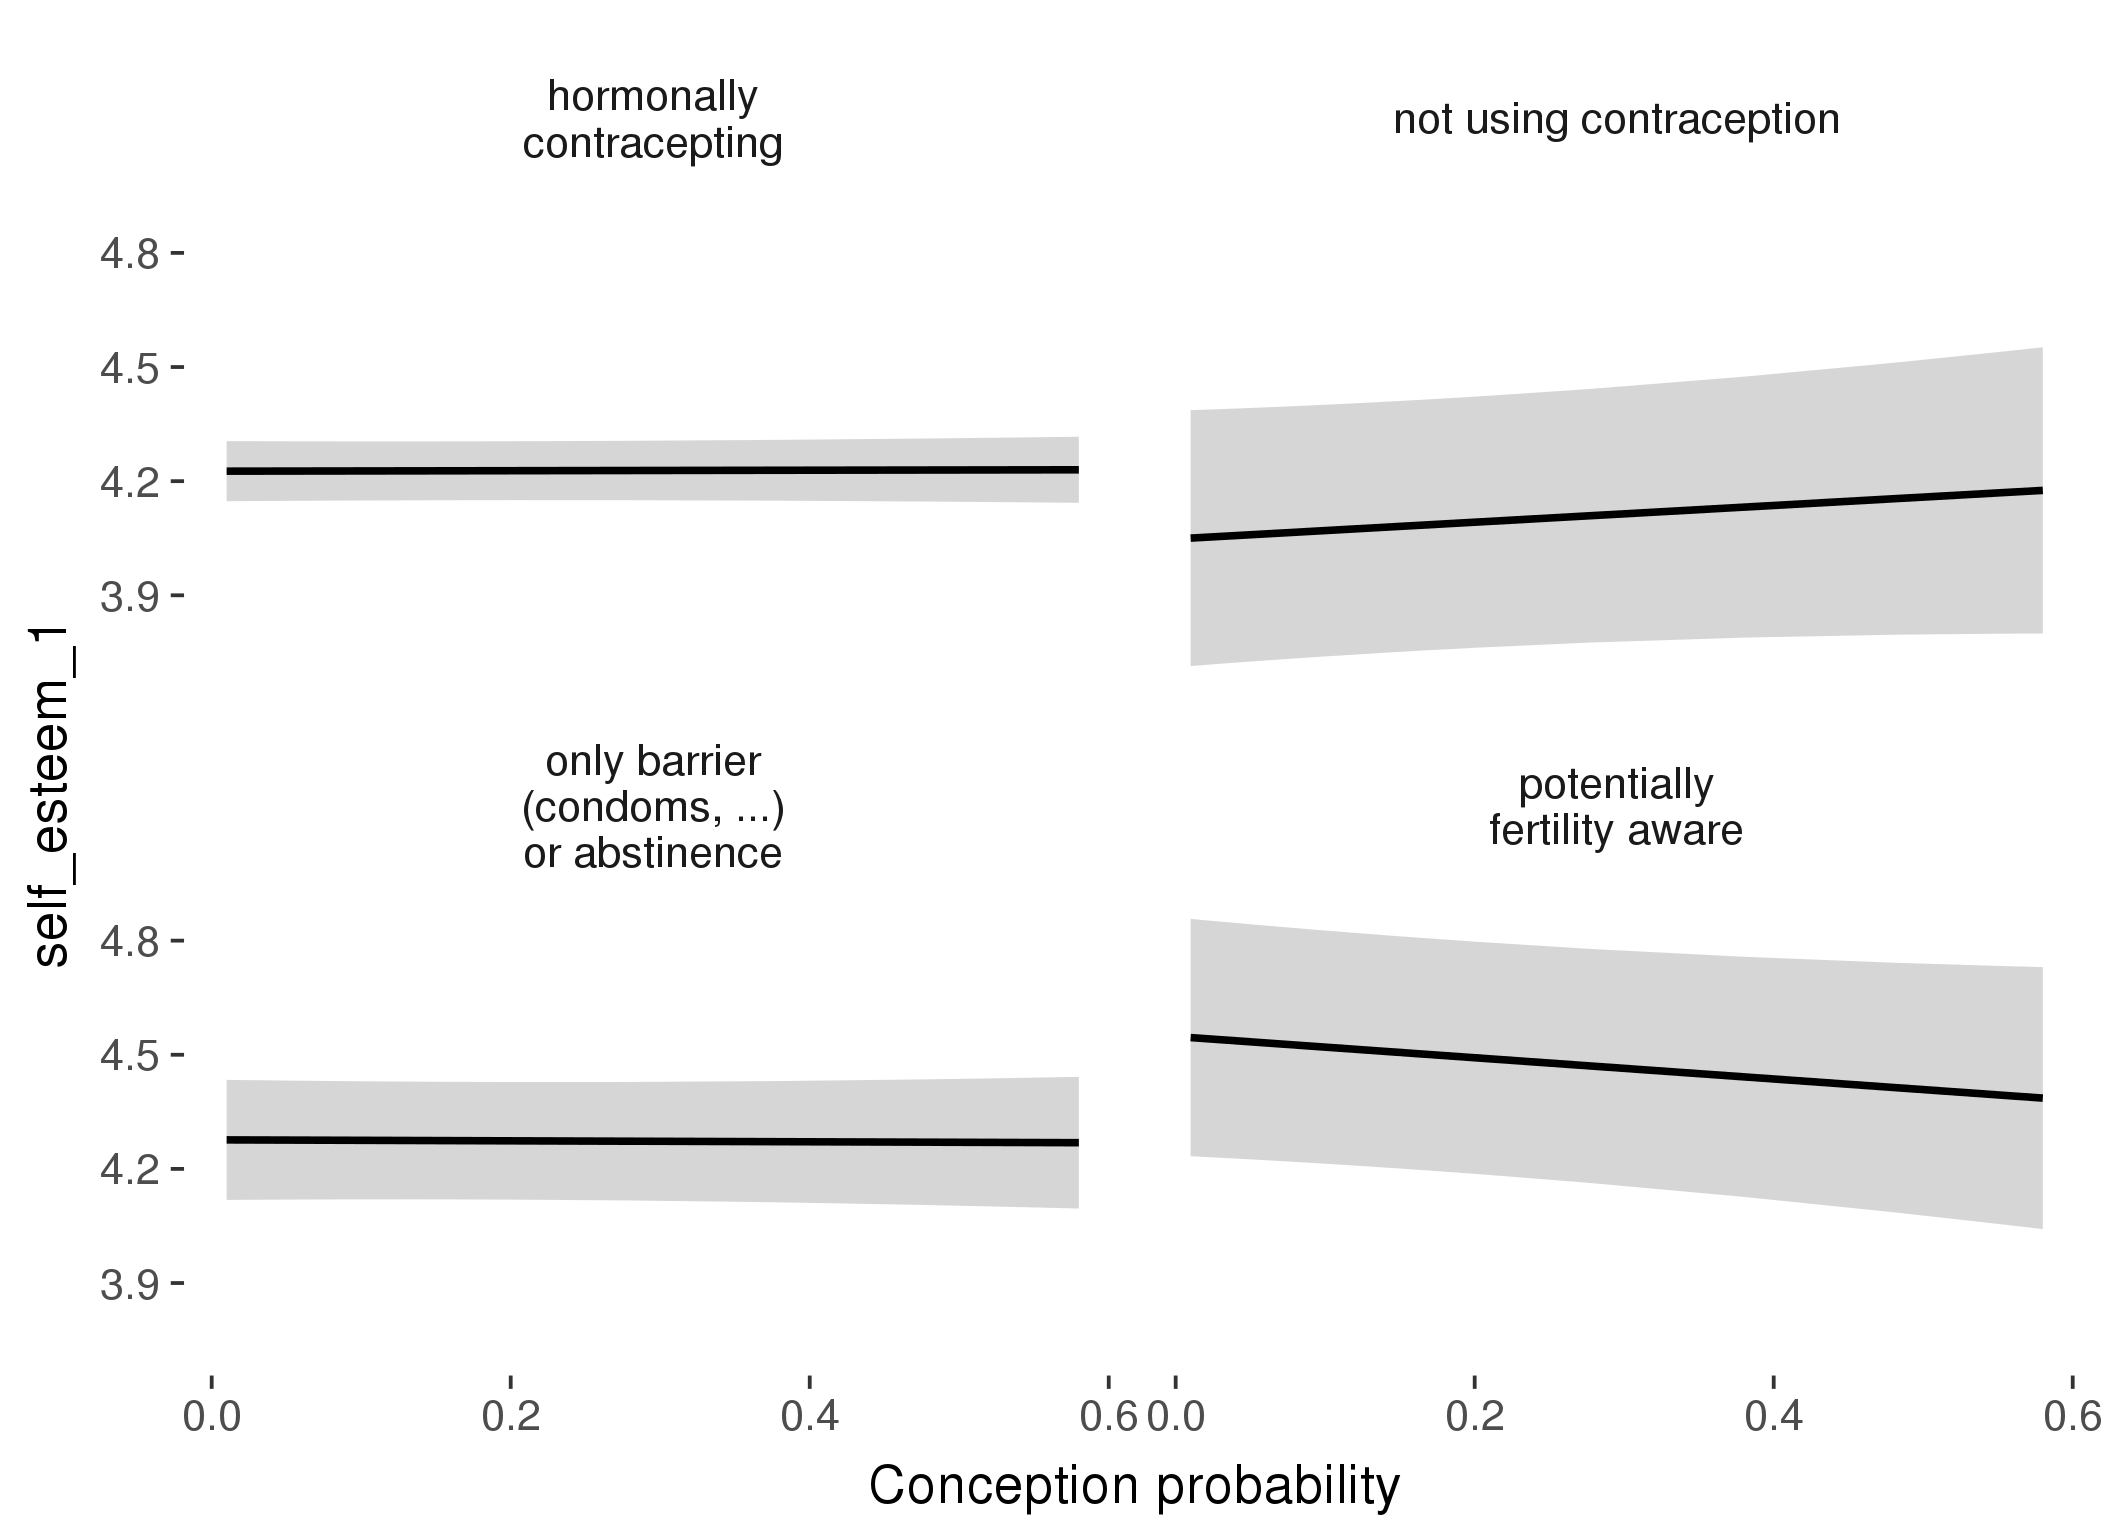 hormonally
contracepting
not using contraception
4.8
4.5
4.2
3.9
self_esteem_1
only barrier
(condoms, ...)
or abstinence
potentially
fertility aware
4.8
4.5
4.2
3.9
0.0 0.2 0.4 0.6 0.0 0.2 0.4 0.6
Conception probability